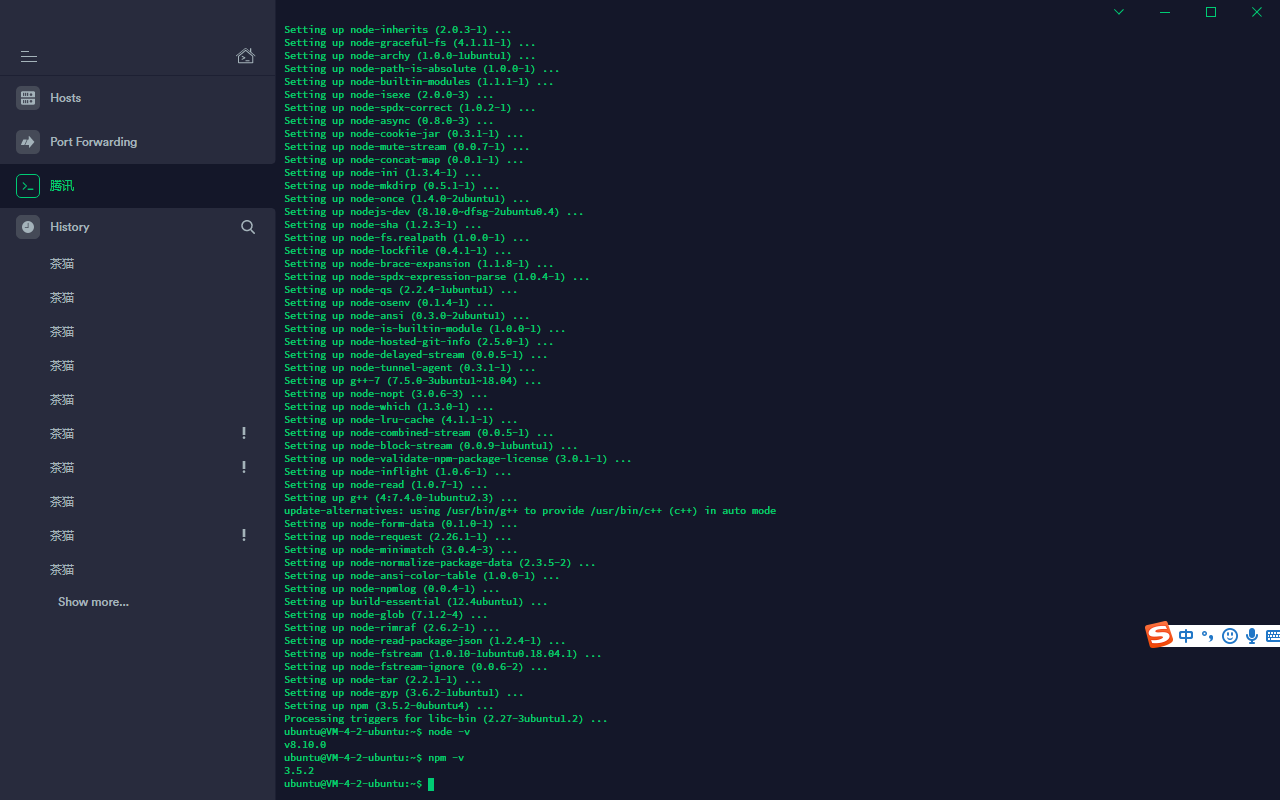 Hosts
Port Forwarding
腾讯
History
茶猫
茶猫
茶猫
茶猫
茶猫
茶猫 !
茶猫 !
茶猫
茶猫 !
茶猫
Show more...
Setting up node-inherits (2.0.3-1) ...
Setting up node-graceful-fs (4.1.11-1) ...
Setting up node-archy (1.0.0-1ubuntu1) ...
Setting up node-path-is-absolute (1.0.0-1) ...
Setting up node-builtin-modules (1.1.1-1) ...
Setting up node-isexe (2.0.0-3) ...
Setting up node-spdx-correct (1.0.2-1) ...
Setting up node-async (0.8.0-3) ...
Setting up node-cookie-jar (0.3.1-1) ...
Setting up node-mute-stream (0.0.7-1) ...
Setting up node-concat-map (0.0.1-1) ...
Setting up node-ini (1.3.4-1) ...
Setting up node-mkdirp (0.5.1-1) ...
Setting up node-once (1.4.0-2ubuntu1) ...
Setting up nodejs-dev (8.10.0~dfsg-2ubuntu0.4) ...
Setting up node-sha (1.2.3-1) ...
Setting up node-fs.realpath (1.0.0-1) ...
Setting up node-lockfile (0.4.1-1) ...
Setting up node-brace-expansion (1.1.8-1) ...
Setting up node-spdx-expression-parse (1.0.4-1) ...
Setting up node-qs (2.2.4-1ubuntu1) ...
Setting up node-osenv (0.1.4-1) ...
Setting up node-ansi (0.3.0-2ubuntu1) ...
Setting up node-is-builtin-module (1.0.0-1) ...
Setting up node-hosted-git-info (2.5.0-1) ...
Setting up node-delayed-stream (0.0.5-1) ...
Setting up node-tunnel-agent (0.3.1-1) ...
Setting up g++-7 (7.5.0-3ubuntu1~18.04) ...
Setting up node-nopt (3.0.6-3) ...
Setting up node-which (1.3.0-1) ...
Setting up node-lru-cache (4.1.1-1) ...
Setting up node-combined-stream (0.0.5-1) ...
Setting up node-block-stream (0.0.9-1ubuntu1) ...
Setting up node-validate-npm-package-license (3.0.1-1) ...
Setting up node-inflight (1.0.6-1) ...
Setting up node-read (1.0.7-1) ...
Setting up g++ (4:7.4.0-1ubuntu2.3) ...
update-alternatives: using /usr/bin/g++ to provide /usr/bin/c++ (c++) in auto mode
Setting up node-form-data (0.1.0-1) ...
Setting up node-request (2.26.1-1) ...
Setting up node-minimatch (3.0.4-3) ...
Setting up node-normalize-package-data (2.3.5-2) ...
Setting up node-ansi-color-table (1.0.0-1) ...
Setting up node-npmlog (0.0.4-1) ...
Setting up build-essential (12.4ubuntu1) ...
Setting up node-glob (7.1.2-4) ...
Setting up node-rimraf (2.6.2-1) ...
Setting up node-read-package-json (1.2.4-1) ...
Setting up node-fstream (1.0.10-1ubuntu0.18.04.1) ...
Setting up node-fstream-ignore (0.0.6-2) ...
Setting up node-tar (2.2.1-1) ...
Setting up node-gyp (3.6.2-1ubuntu1) ...
Setting up npm (3.5.2-0ubuntu4) ...
Processing triggers for libc-bin (2.27-3ubuntu1.2) ...
ubuntu@VM-4-2-ubuntu:~$ node -v
v8.10.0
ubuntu@VM-4-2-ubuntu:~$ npm -v
3.5.2
ubuntu@VM-4-2-ubuntu:~$
S 中 °,